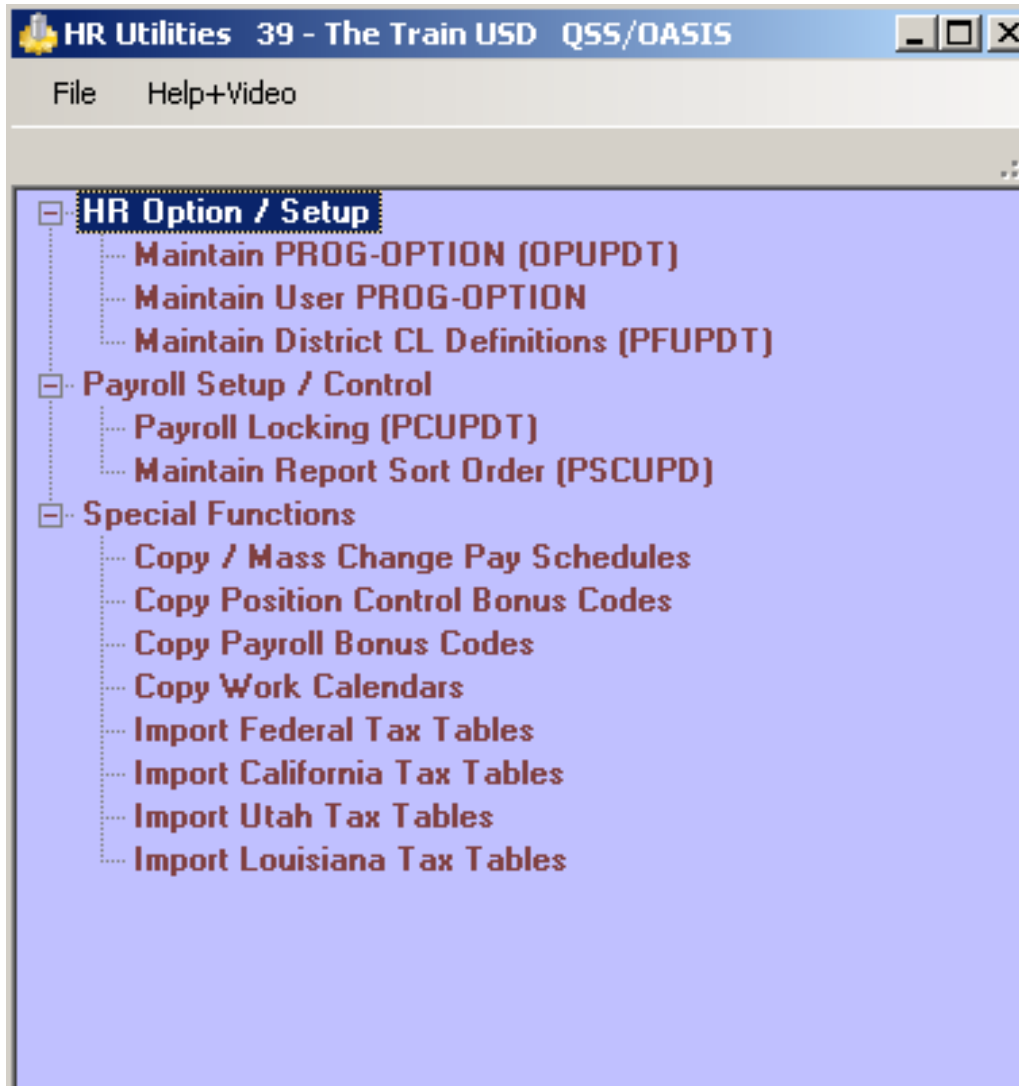 HR Utilities 39 - The Train USD QSS/OASIS
File Help+Video
HR Option / Setup
Maintain PROG-OPTION (OPUPDT)
Maintain User PROG-OPTION
Maintain District CL Definitions (PFUPDT)
Payroll Setup / Control
Payroll Locking (PCUPDT)
Maintain Report Sort Order (PSCUPD)
Special Functions
Copy / Mass Change Pay Schedules
Copy Position Control Bonus Codes
Copy Payroll Bonus Codes
Copy Work Calendars
Import Federal Tax Tables
Import California Tax Tables
Import Utah Tax Tables
Import Louisiana Tax Tables